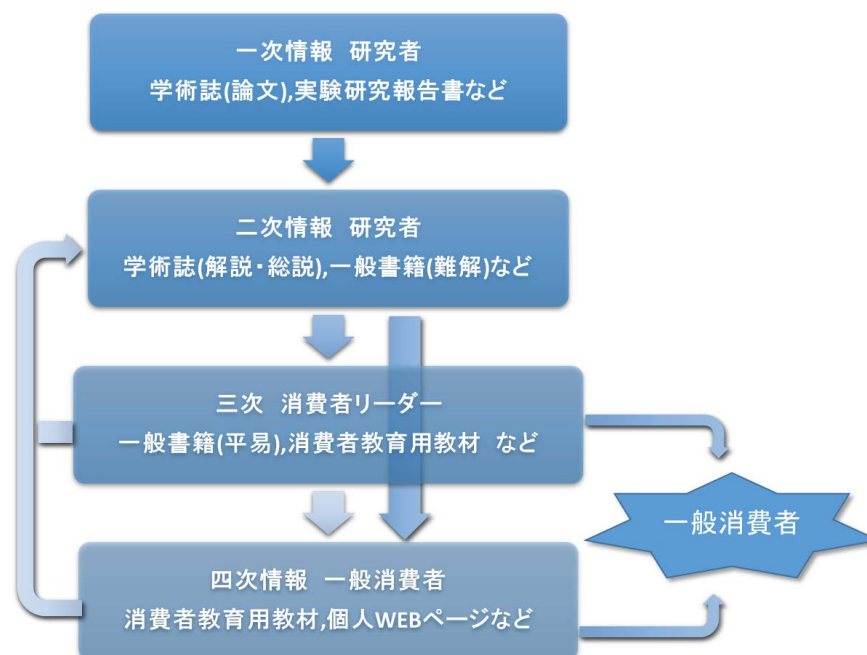 一次情報 研究者
学術誌(論文),実験研究報告書など
二次情報 研究者
学術誌(解説・総説),一般書籍(難解)など
三次 消費者リーダー
一般書籍(平易),消費者教育用教材 など
一般消費者
四次情報 一般消費者
消費者教育用教材,個人WEBページなど